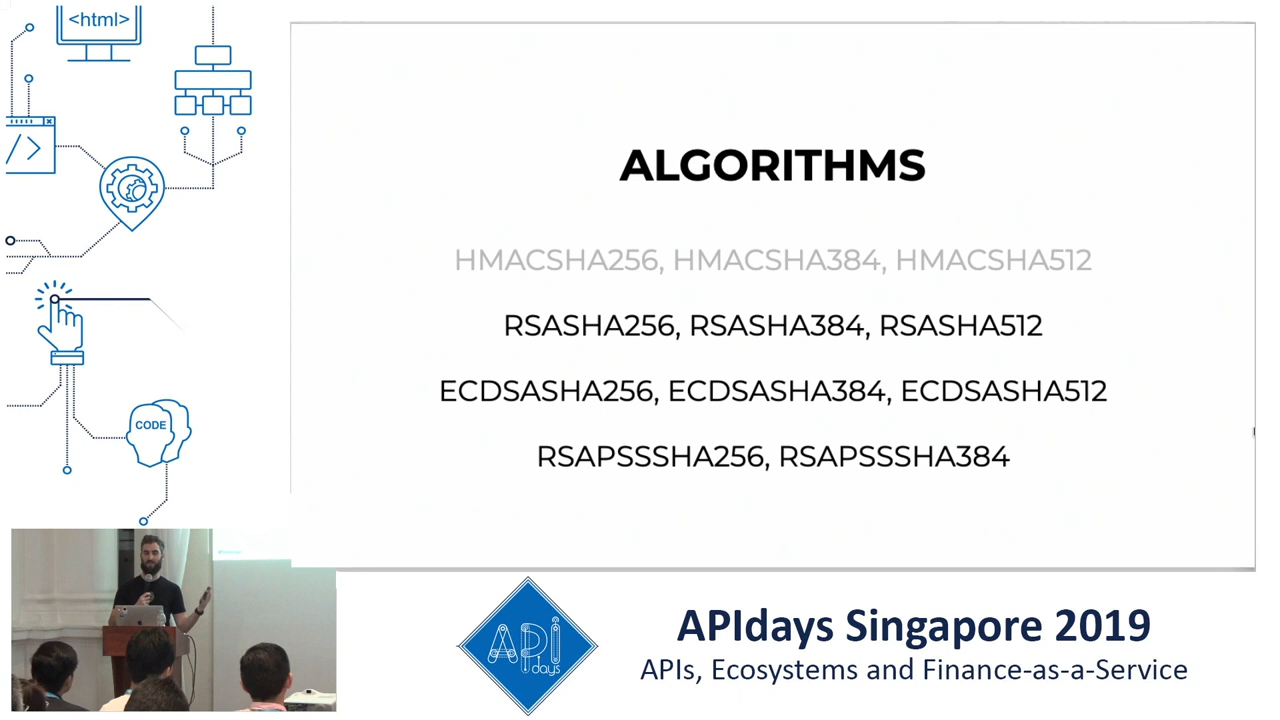 <html>
ALGORITHMS
HMACSHA256, HMACSHA384, HMACSHA512
RSASHA256, RSASHA384, RSASHA512
ECDSASHA256, ECDSASHA384, ECDSASHA512
RSAPSSSHA256, RSAPSSSHA384
</>
CODE
API
days
APIdays Singapore 2019
APIs, Ecosystems and Finance-as-a-Service